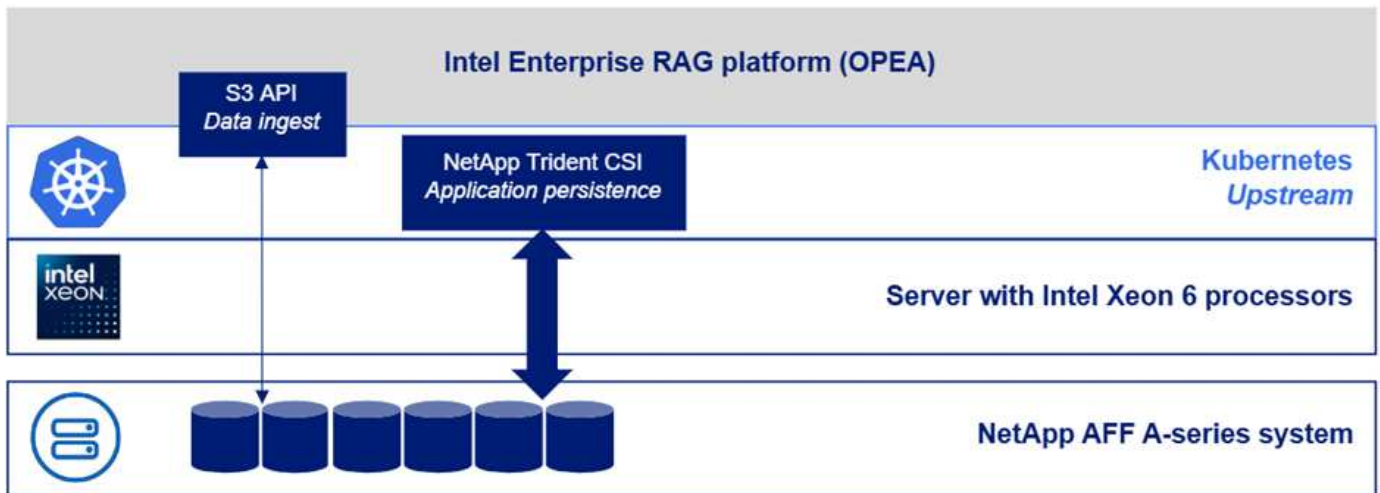 Intel Enterprise RAG platform (OPEA)
S3 API
Data ingest
NetApp Trident CSI
Application persistence
Kubernetes
Upstream
intel
xeon
Server with Intel Xeon 6 processors
NetApp AFF A-series system